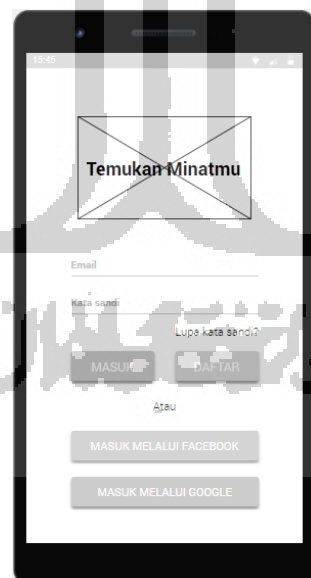 15:45
Temukan Minatmu
Email
Kata sandi
Lupa kata sandi?
MASUK DAFTAR
Atau
MASUK MELALUI FACEBOOK
MASUK MELALUI GOOGLE